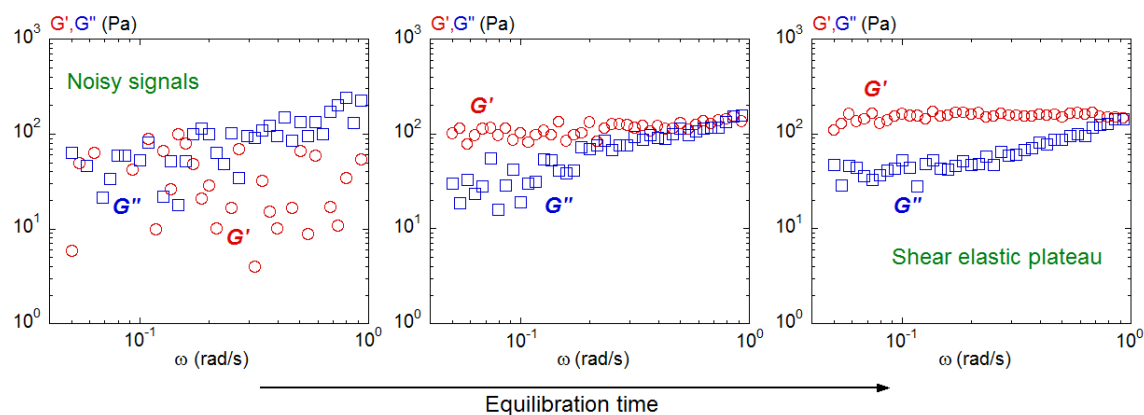 G',G'' (Pa)
10³
Noisy signals
10²
G''
10¹
G'
10⁰
10⁻¹
10⁰
ω (rad/s)
G',G'' (Pa)
10³
G'
10²
G''
10¹
10⁰
10⁻¹
10⁰
ω (rad/s)
G',G'' (Pa)
10³
G'
10²
G''
10¹
Shear elastic plateau
10⁰
10⁻¹
10⁰
ω (rad/s)
Equilibration time